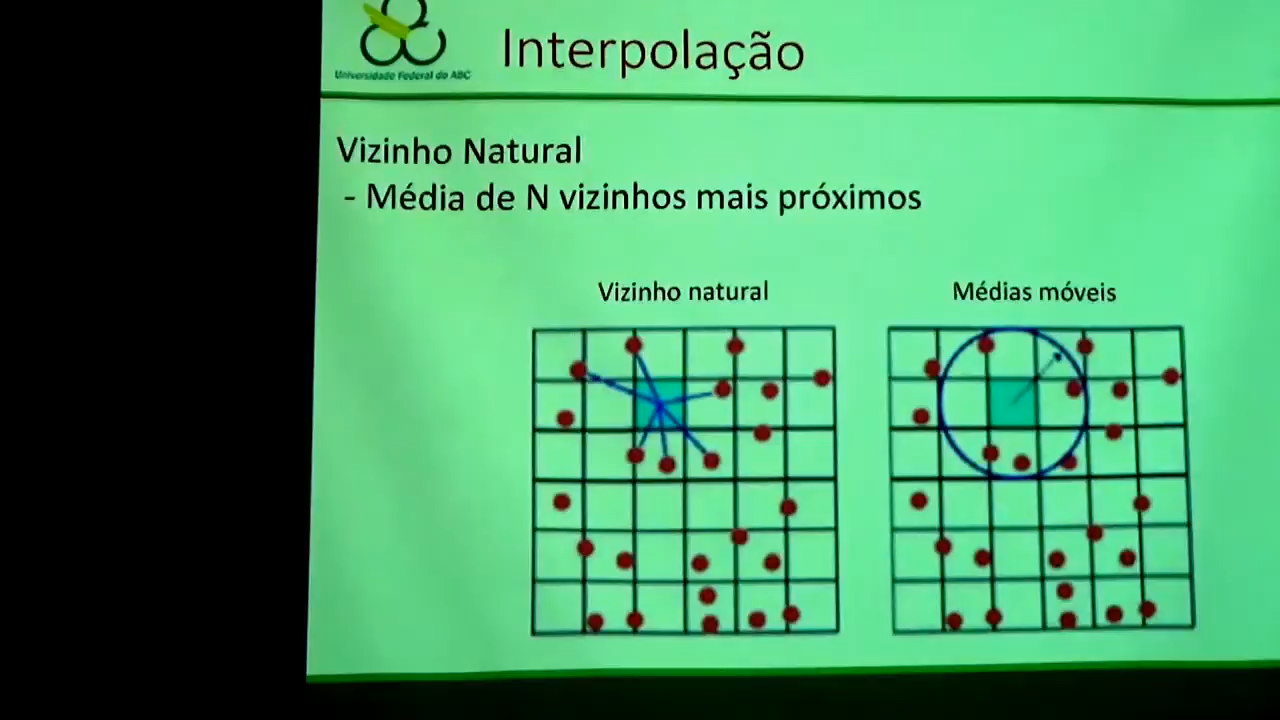 Universidade Federal do ABC
Interpolação
Vizinho Natural
- Média de N vizinhos mais próximos
Vizinho natural
Médias móveis